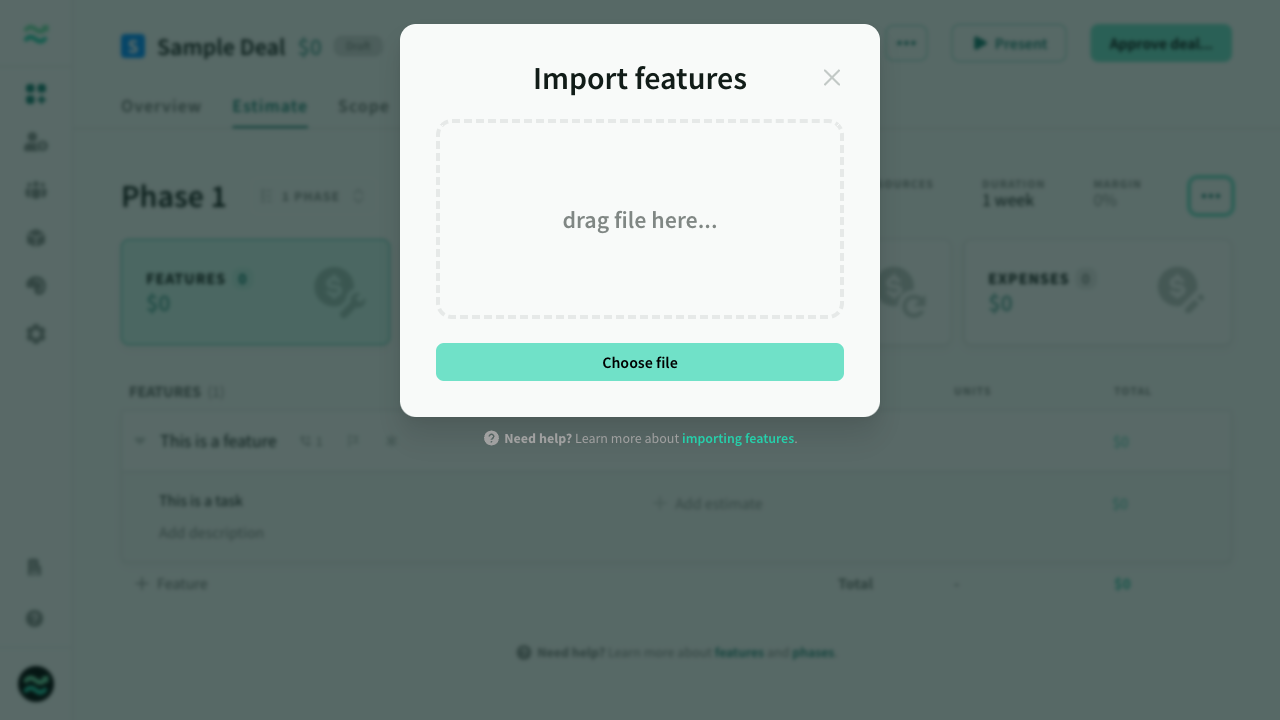 S Sample Deal $0 Draft
... Present Approve deal...
Overview Estimate Scope
Import features
Phase 1 1 PHASE
DURATION MARGIN
1 week 0%
drag file here...
FEATURES 0
$0
EXPENSES 0
$0
Choose file
FEATURES (1) UNITS TOTAL
This is a feature 1 $0
Need help? Learn more about importing features.
This is a task Add estimate $0
Add description
Feature Total - $0
Need help? Learn more about features and phases.